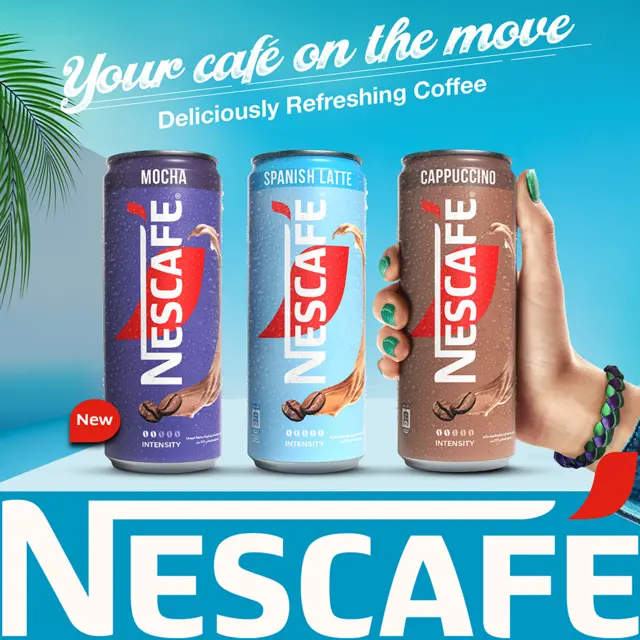 Your café on the move
Deliciously Refreshing Coffee
MOCHA
NESCAFÉ
®
New
INTENSITY
SPANISH LATTE
NESCAFÉ
INTENSITY
CAPPUCCINO
NESCAFÉ
INTENSITY
NESCAFÉ